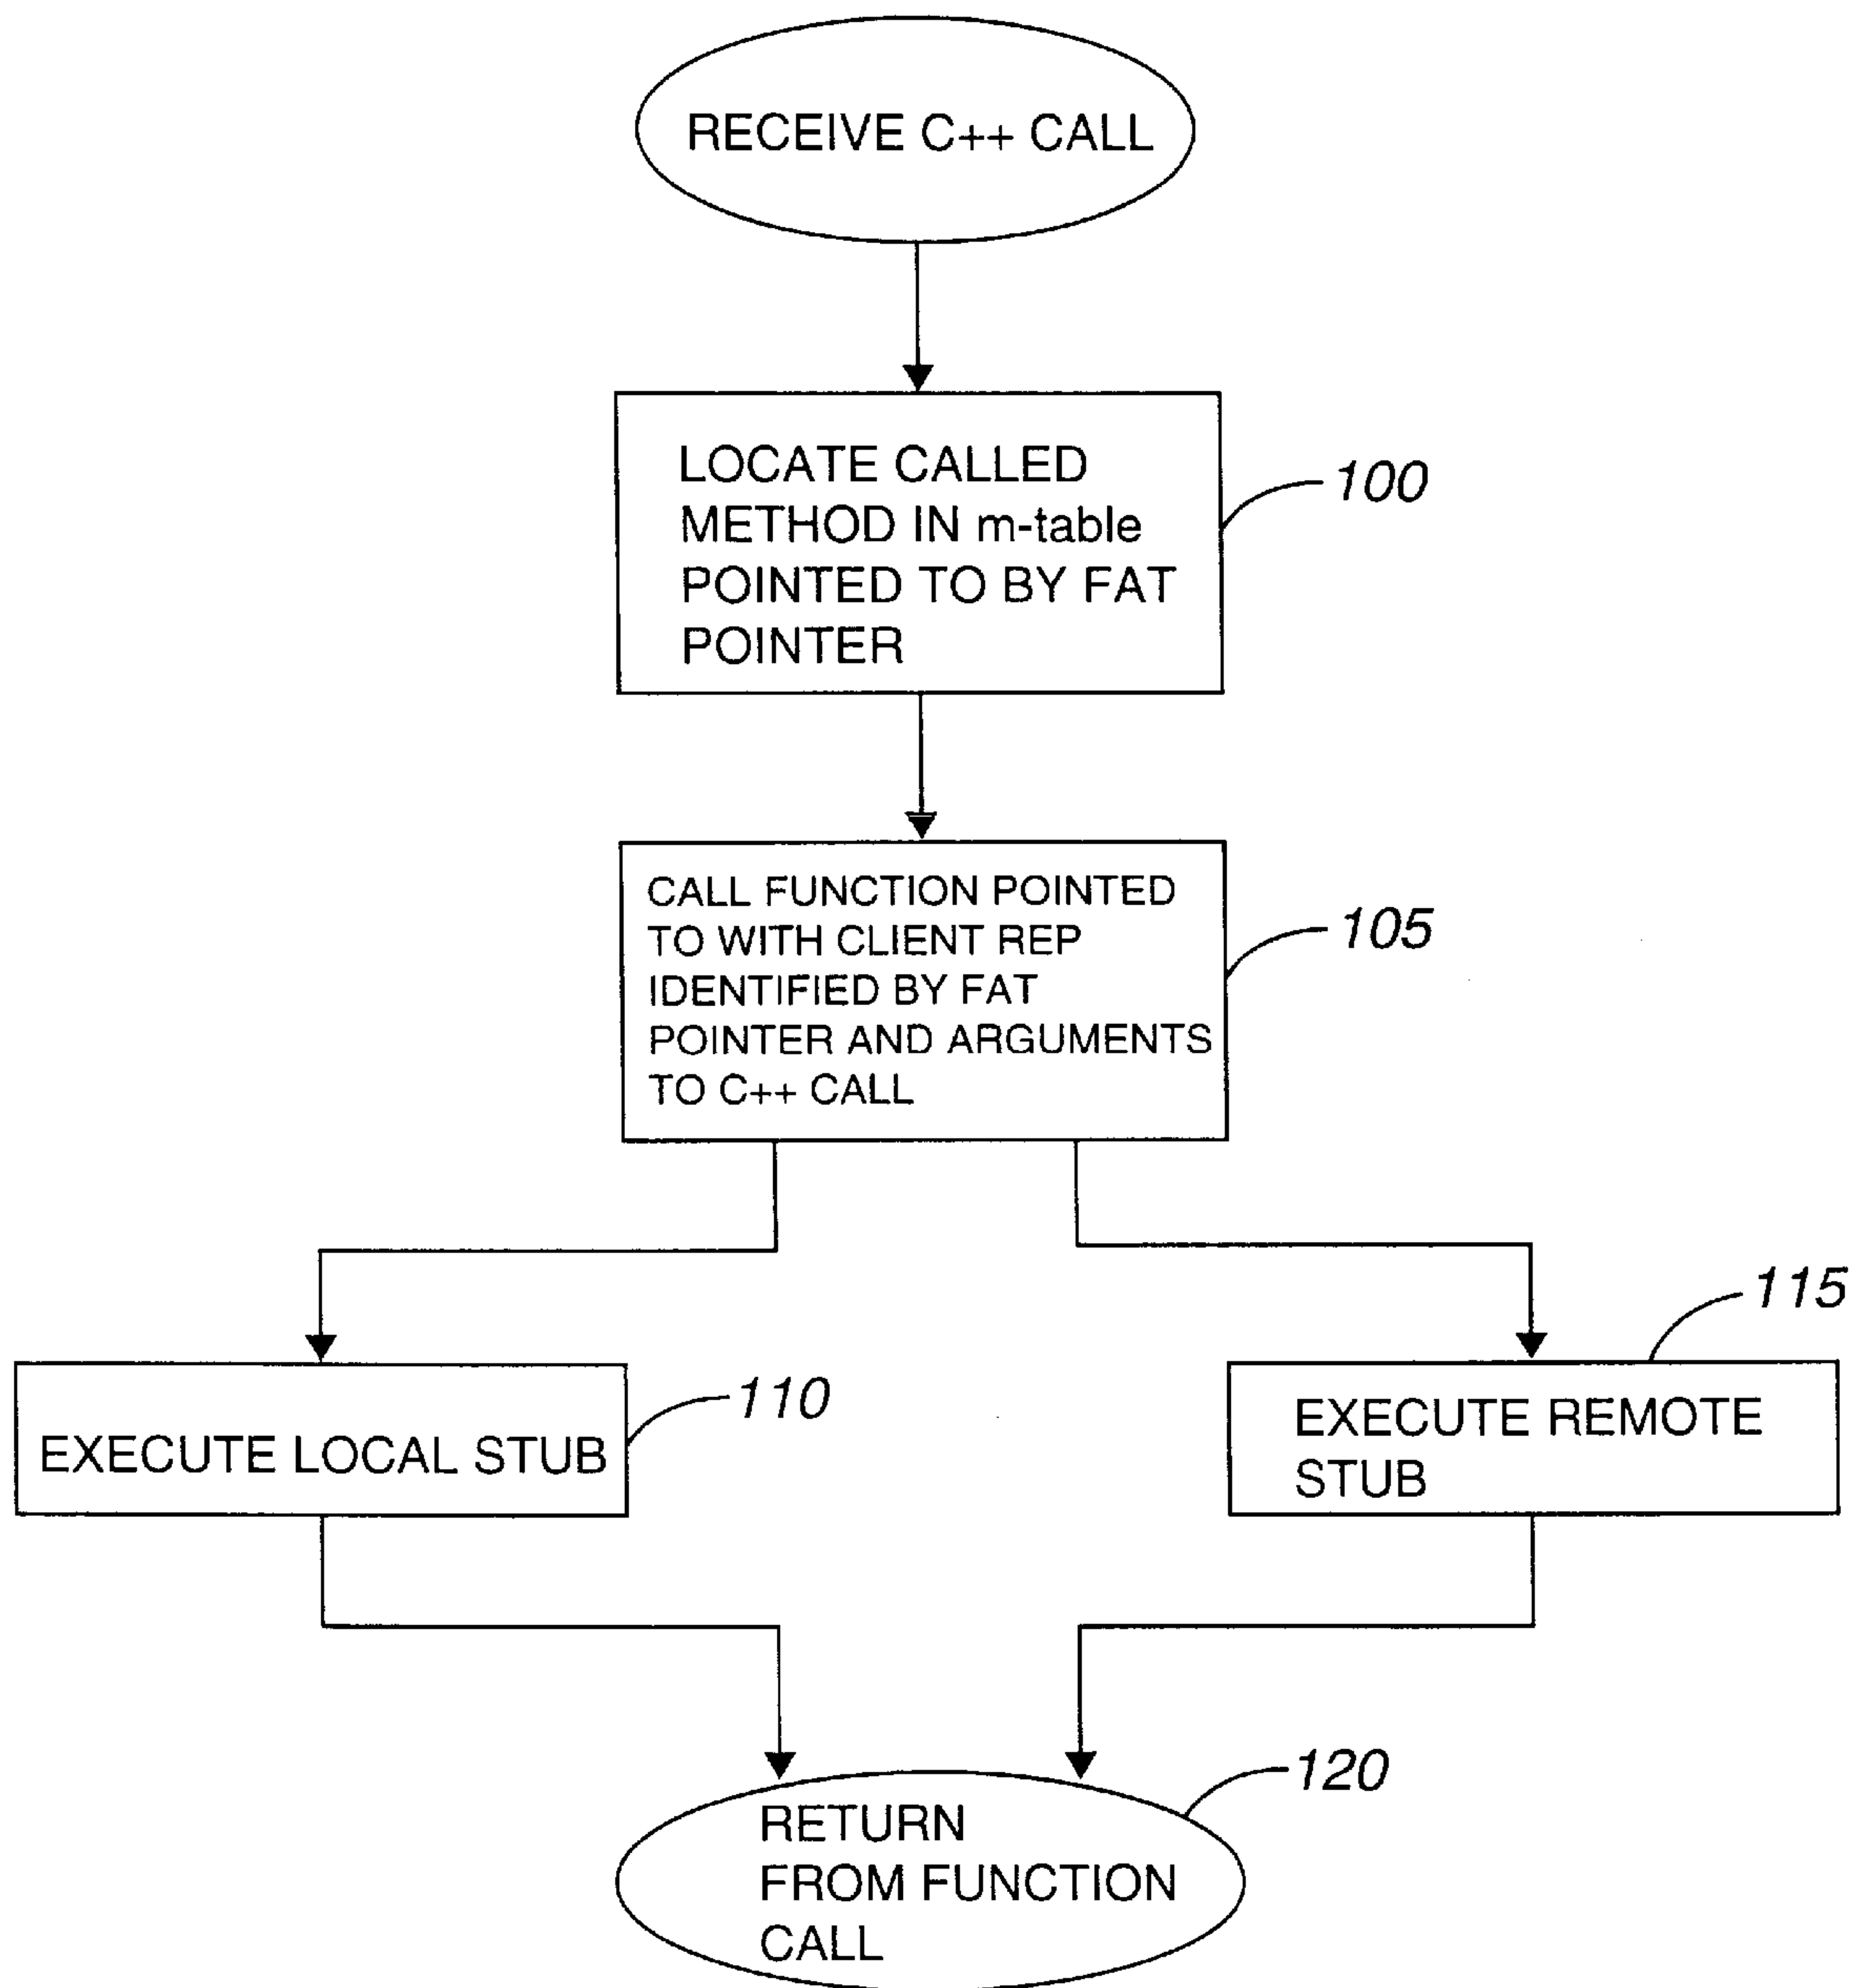 RECEIVE C++ CALL
LOCATE CALLED
METHOD IN m-table
POINTED TO BY FAT
POINTER
100
CALL FUNCTION POINTED
TO WITH CLIENT REP
IDENTIFIED BY FAT
POINTER AND ARGUMENTS
TO C++ CALL
105
EXECUTE LOCAL STUB
110
EXECUTE REMOTE
STUB
115
RETURN
FROM FUNCTION
CALL
120